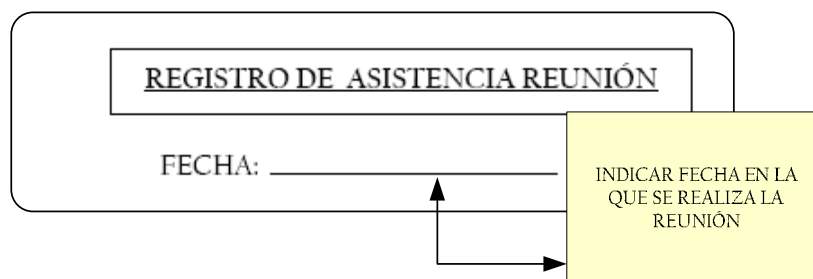 REGISTRO DE ASISTENCIA REUNIÓN
FECHA:
INDICAR FECHA EN LA
QUE SE REALIZA LA
REUNIÓN